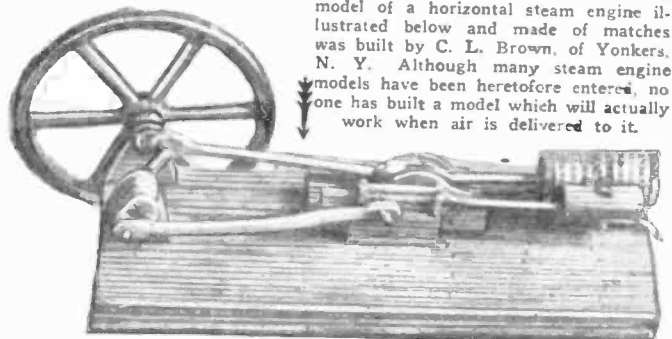 model of a horizontal steam engine il-
lustrated below and made of matches
was built by C. L. Brown, of Yonkers,
N. Y. Although many steam engine
models have been heretofore entered, no
one has built a model which will actually
work when air is delivered to it.